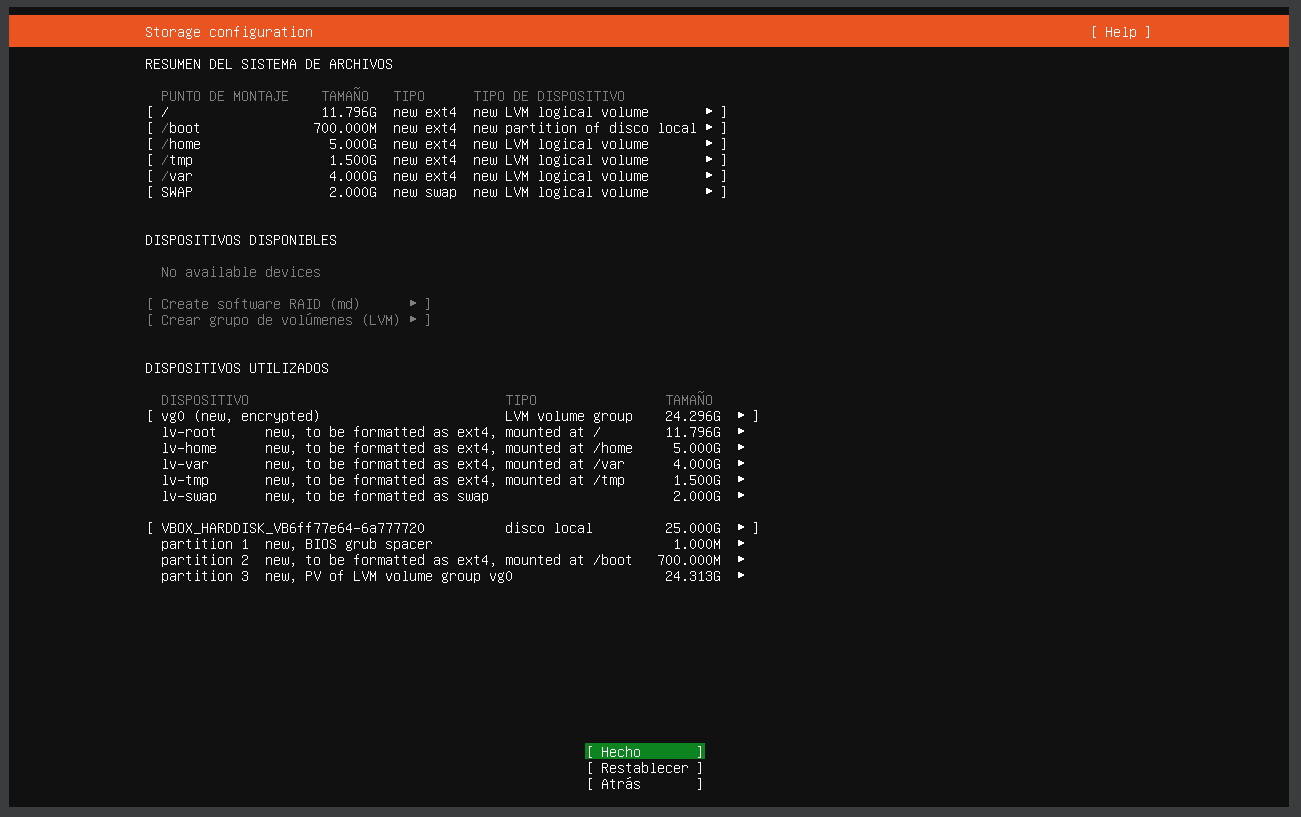 Storage configuration [ Help ]
RESUMEN DEL SISTEMA DE ARCHIVOS
PUNTO DE MONTAJE TAMAÑO TIPO TIPO DE DISPOSITIVO
[ / 11.796G new ext4 new LVM logical volume ▸ ]
[ /boot 700.000M new ext4 new partition of disco local ▸ ]
[ /home 5.000G new ext4 new LVM logical volume ▸ ]
[ /tmp 1.500G new ext4 new LVM logical volume ▸ ]
[ /var 4.000G new ext4 new LVM logical volume ▸ ]
[ SWAP 2.000G new swap new LVM logical volume ▸ ]
DISPOSITIVOS DISPONIBLES
No available devices
[ Create software RAID (md) ▸ ]
[ Crear grupo de volúmenes (LVM) ▸ ]
DISPOSITIVOS UTILIZADOS
DISPOSITIVO TIPO TAMAÑO
[ vg0 (new, encrypted) LVM volume group 24.296G ▸ ]
lv-root new, to be formatted as ext4, mounted at / 11.796G ▸
lv-home new, to be formatted as ext4, mounted at /home 5.000G ▸
lv-var new, to be formatted as ext4, mounted at /var 4.000G ▸
lv-tmp new, to be formatted as ext4, mounted at /tmp 1.500G ▸
lv-swap new, to be formatted as swap 2.000G ▸
[ VBOX_HARDDISK_VB6ff77e64-6a777720 disco local 25.000G ▸ ]
partition 1 new, BIOS grub spacer 1.000M ▸
partition 2 new, to be formatted as ext4, mounted at /boot 700.000M ▸
partition 3 new, PV of LVM volume group vg0 24.313G ▸
[ Hecho ]
[ Restablecer ]
[ Atrás ]